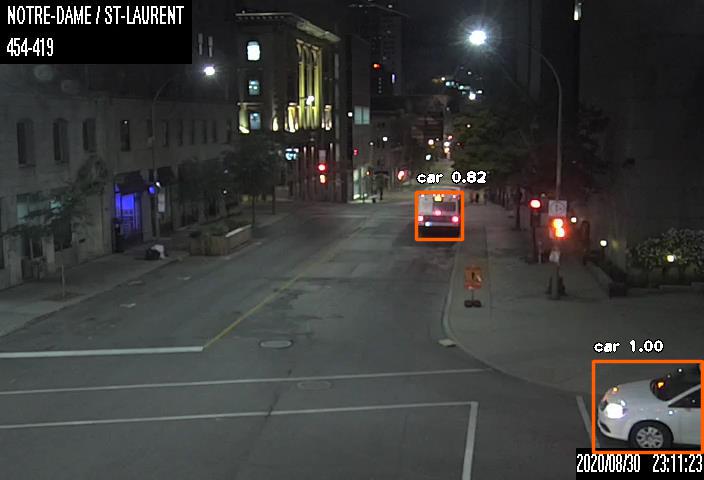 NOTRE-DAME / ST-LAURENT
454-419
car 0.82
car 1.00
2020/08/30 23:11:23